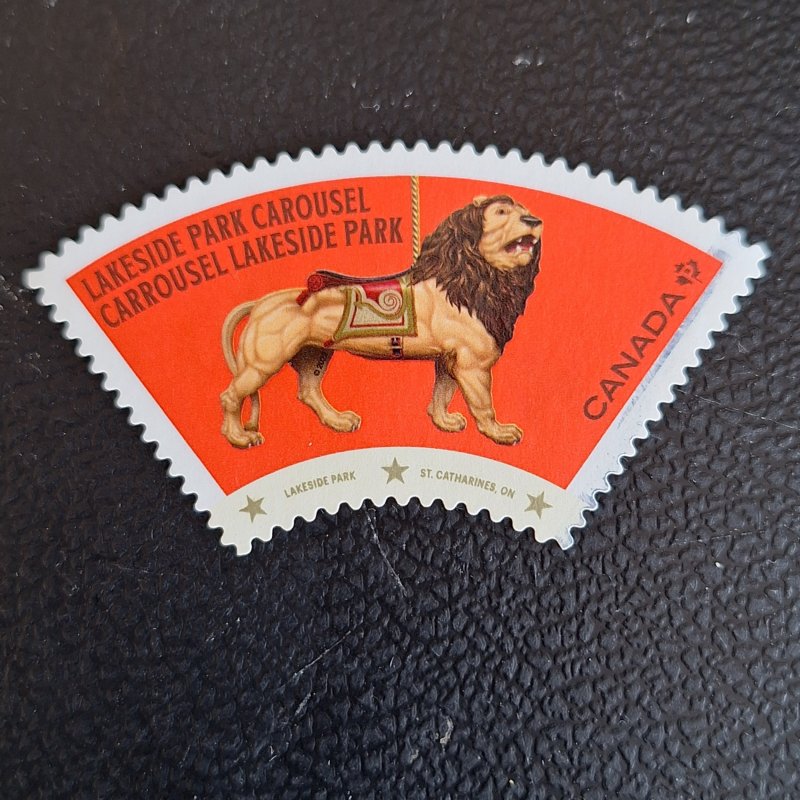 LAKESIDE PARK CAROUSEL
CARROUSEL LAKESIDE PARK
CANADA P
LAKESIDE PARK
ST. CATHARINES, ON